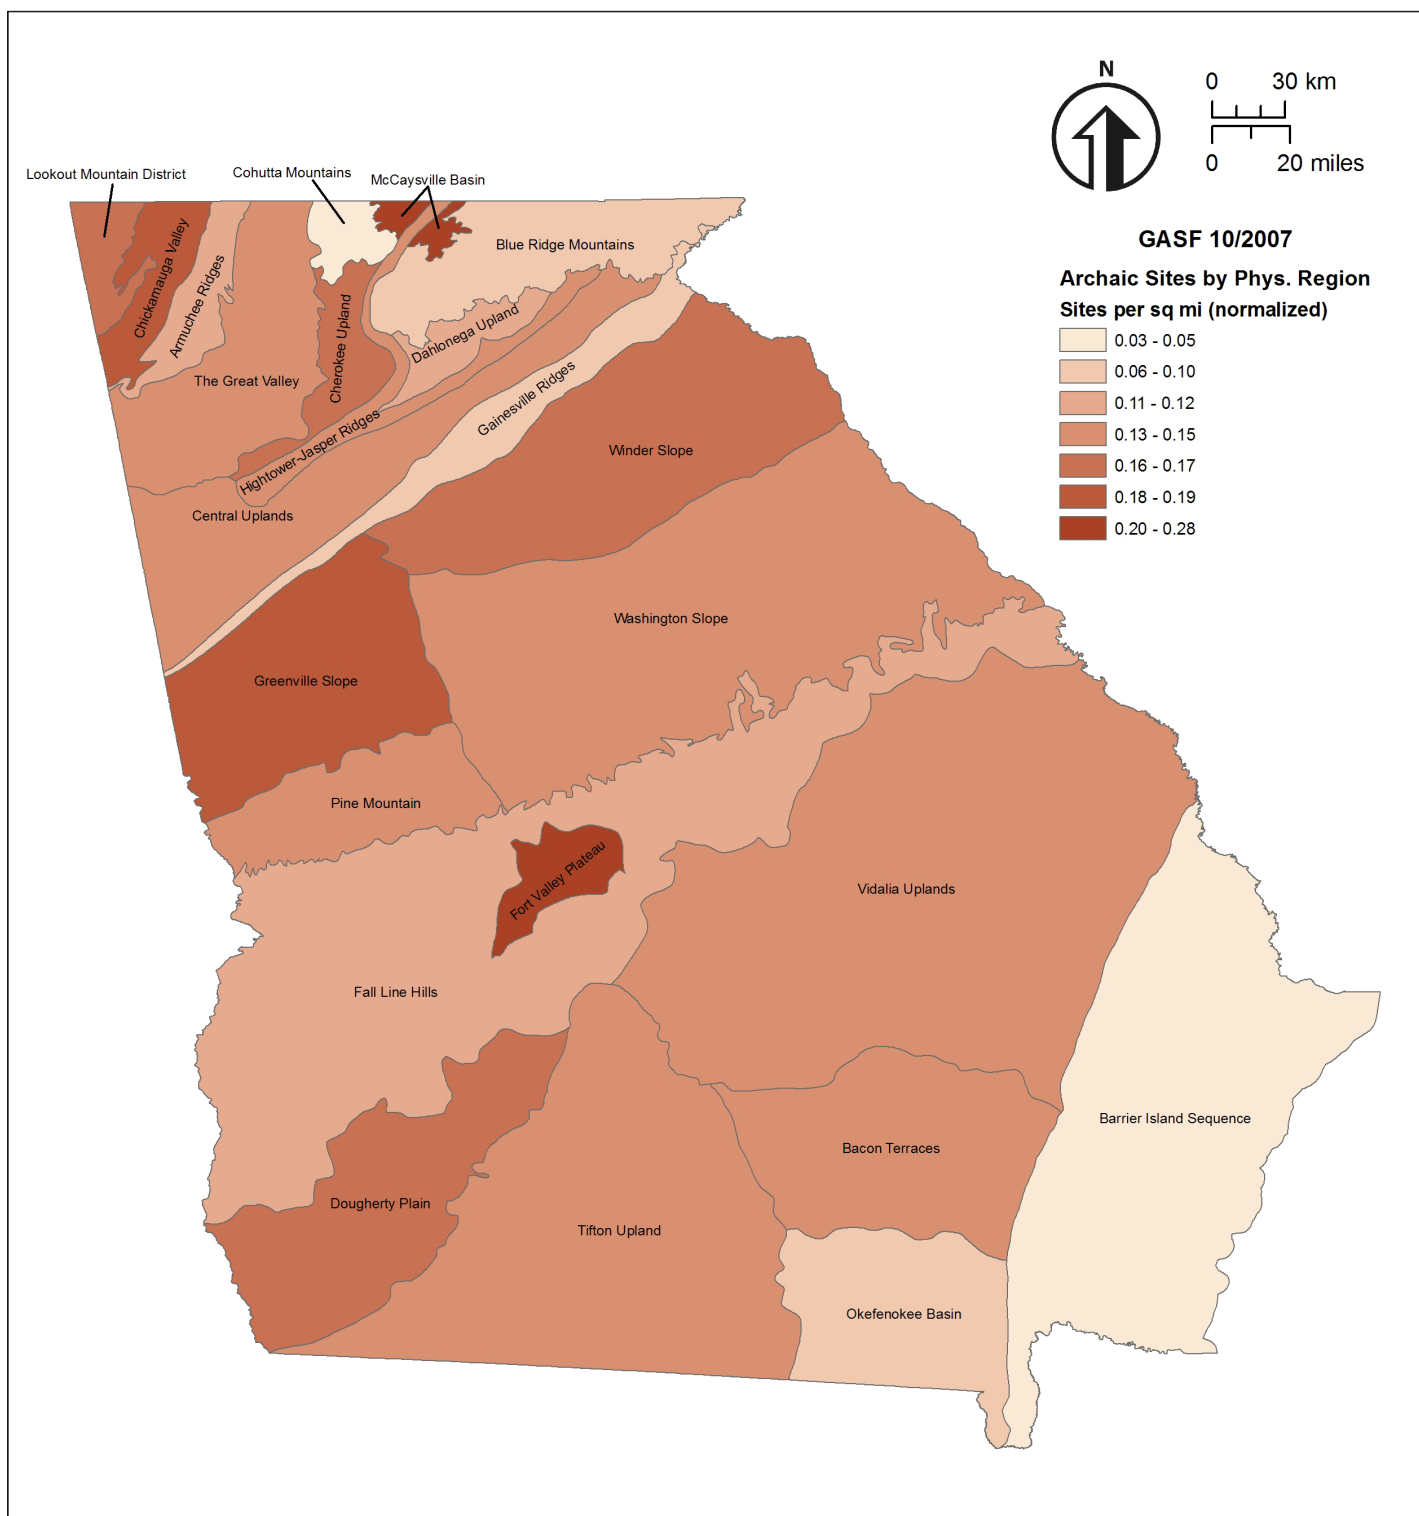 N
0 30 km
0 20 miles
GASF 10/2007
Archaic Sites by Phys. Region
Sites per sq mi (normalized)
0.03 - 0.05
0.06 - 0.10
0.11 - 0.12
0.13 - 0.15
0.16 - 0.17
0.18 - 0.19
0.20 - 0.28
Lookout Mountain District
Cohutta Mountains
McCaysville Basin
Blue Ridge Mountains
Chickamauga Valley
Armuchee Ridges
Cherokee Upland
Dahlonega Upland
The Great Valley
Gainesville Ridges
Hightower-Jasper Ridges
Winder Slope
Central Uplands
Washington Slope
Greenville Slope
Pine Mountain
Fort Valley Plateau
Vidalia Uplands
Fall Line Hills
Barrier Island Sequence
Bacon Terraces
Dougherty Plain
Tifton Upland
Okefenokee Basin